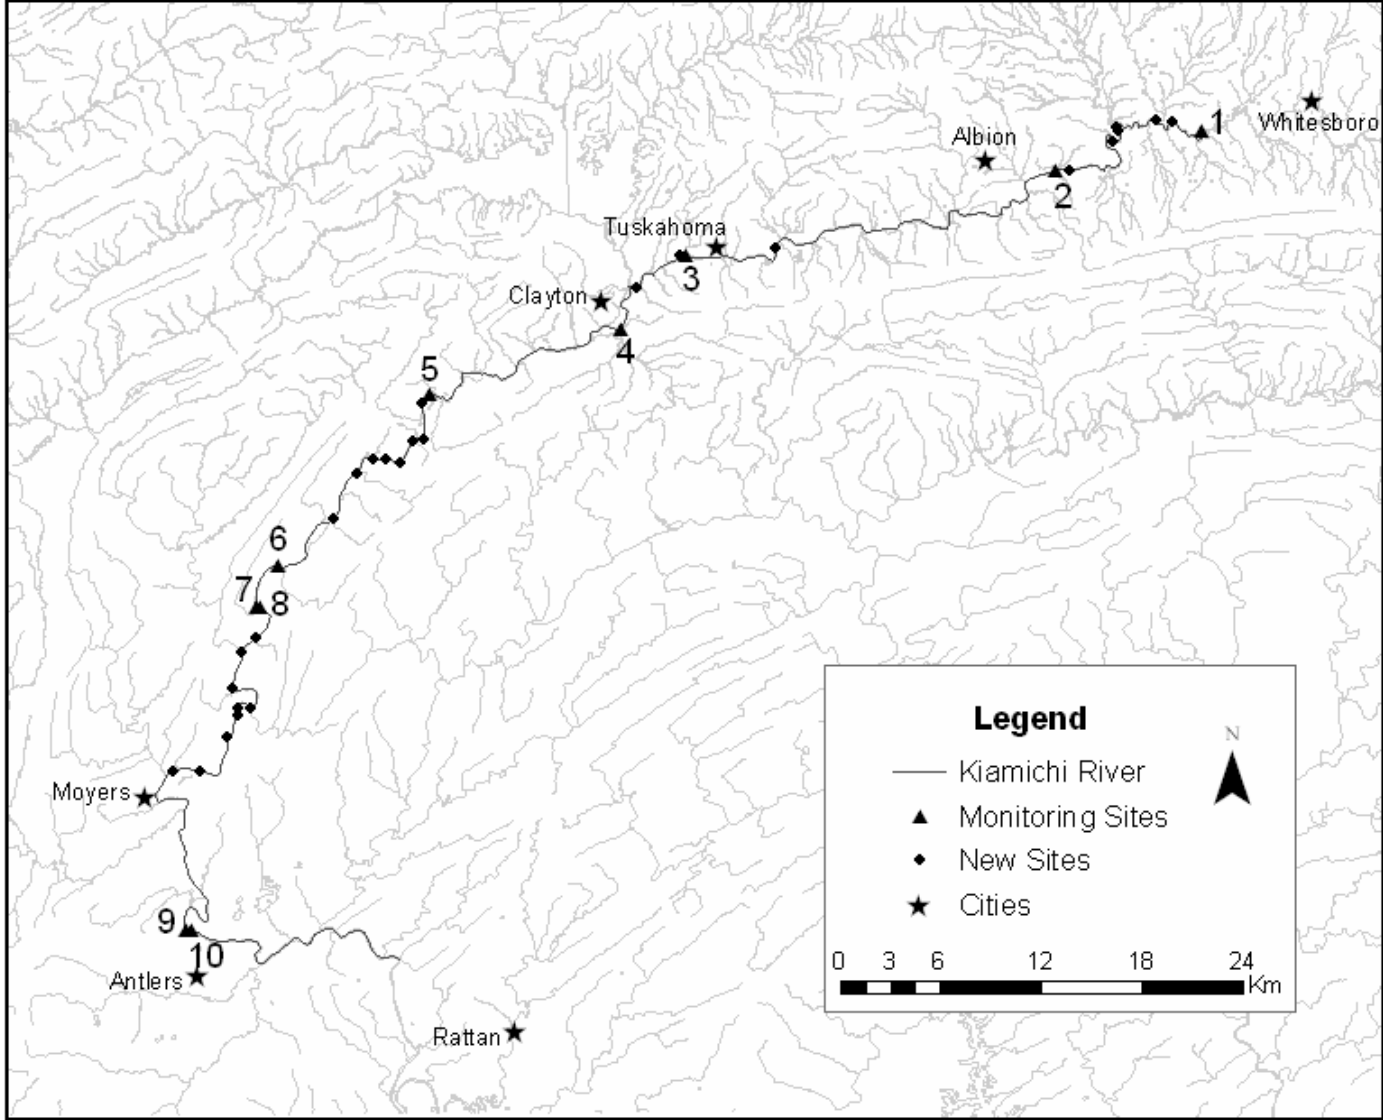 Whitesboro
1
Albion
2
Tuskahoma
3
Clayton
4
5
6
7
8
Moyers
9
10
Antlers
Rattan
Legend
N
Kiamichi River
Monitoring Sites
New Sites
Cities
0 3 6 12 18 24
Km